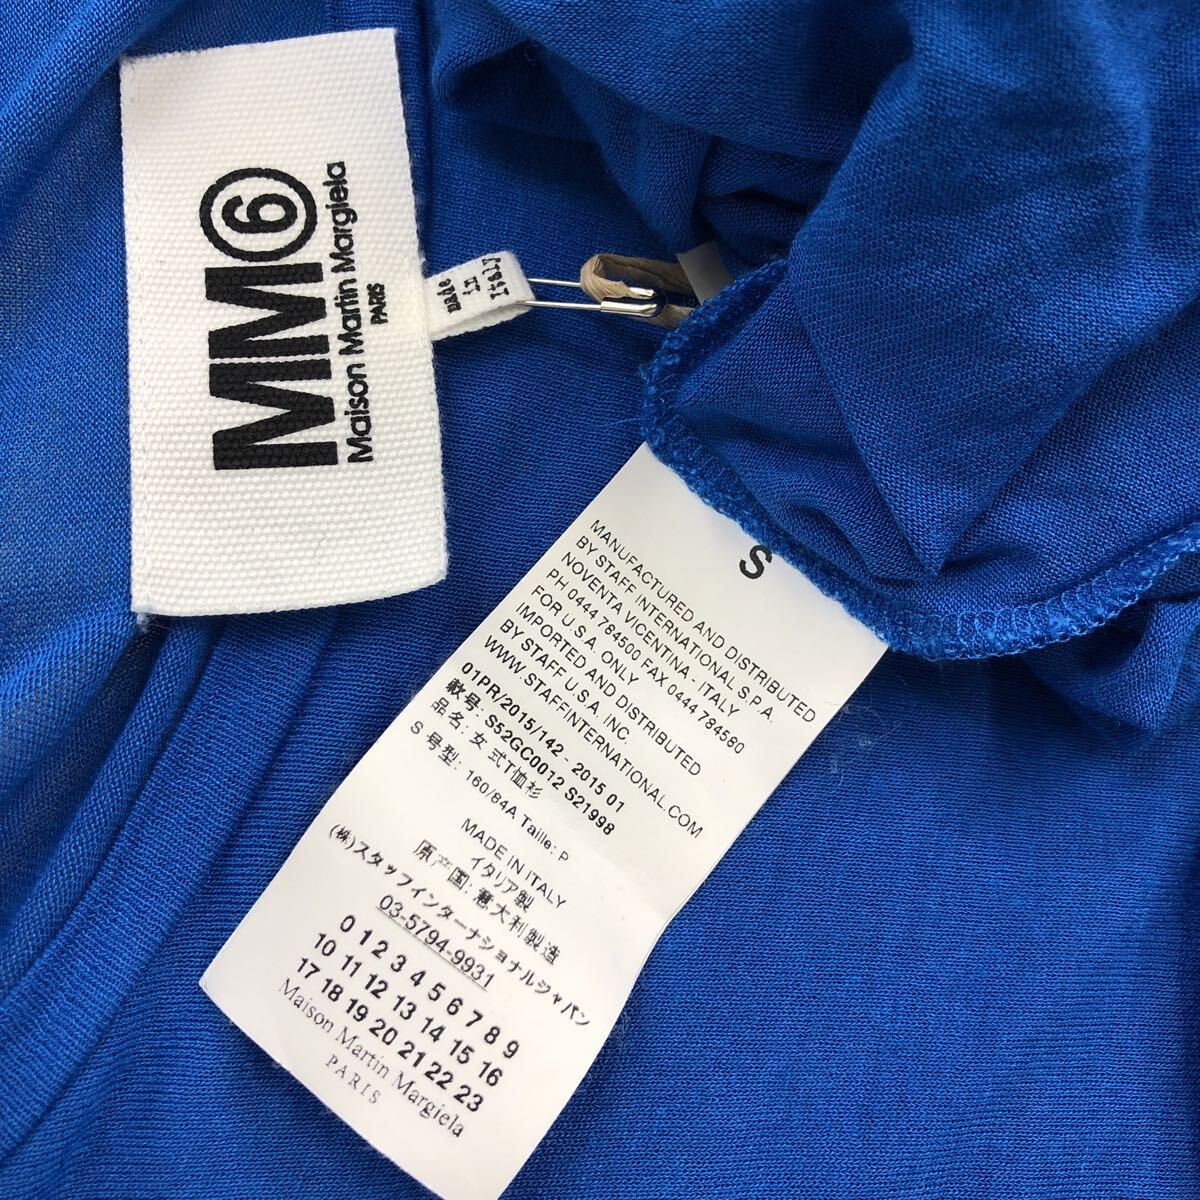 MM6
Maison Martin Margiela
PARIS
made
in
Italy
S
MANUFACTURED AND DISTRIBUTED
BY STAFF INTERNATIONAL S.P.A.
NOVENTA VICENTINA - ITALY
PH 0444 784500 FAX 0444 784580
FOR U.S.A. ONLY
IMPORTED AND DISTRIBUTED
BY STAFF U.S.A. INC.
WWW.STAFFINTERNATIONAL.COM
01PR/2015/142 - 2015 01
款号: S52GC0012 S21998
品名: 女式T恤衫
S 号型: 160/84A Taille: P
MADE IN ITALY
イタリア製
原产国: 意大利製造
(株)スタッフインターナショナルジャパン
03-5794-9931
0 1 2 3 4 5 6 7 8 9
10 11 12 13 14 15 16
17 18 19 20 21 22 23
Maison Martin Margiela
PARIS